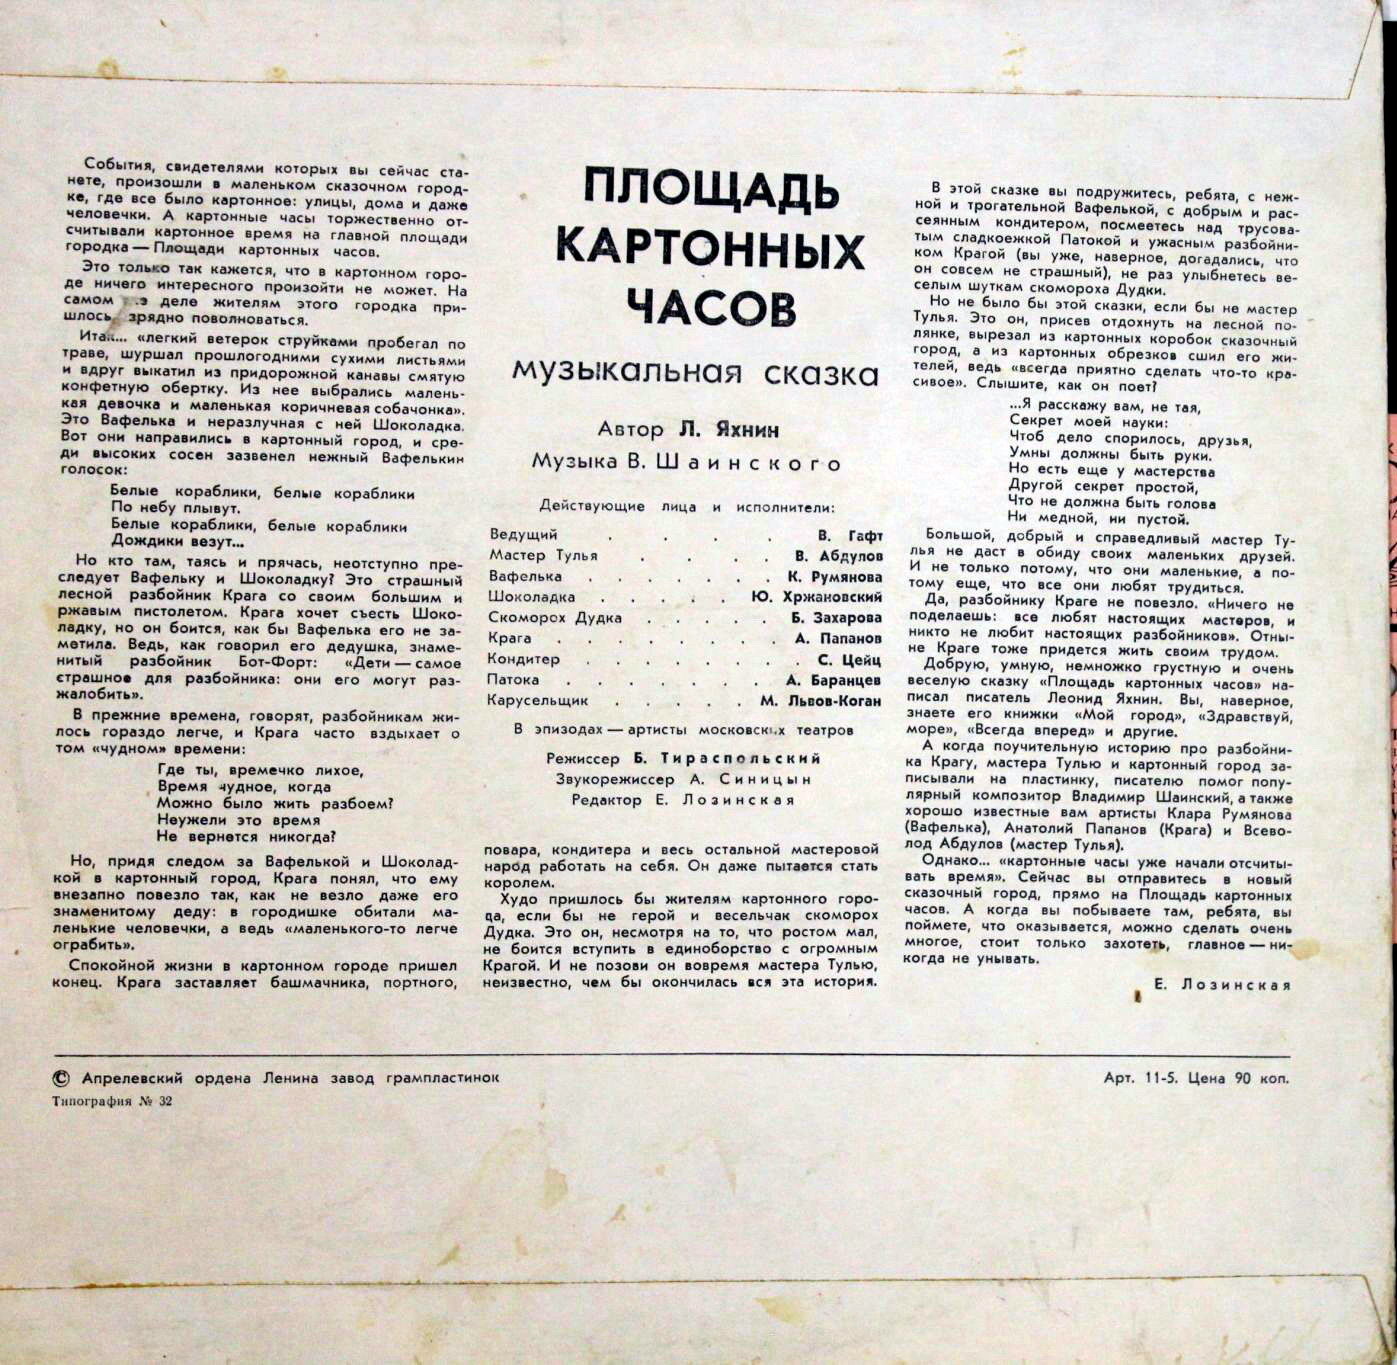 События, свидетелями которых вы сейчас ста-
нете, произошли в маленьком сказочном город-
ке, где все было картонное: улицы, дома и даже
человечки. А картонные часы торжественно от-
считывали картонное время на главной площади
городка — Площади картонных часов.
Это только так кажется, что в картонном горо-
де ничего интересного произойти не может. На
самом деле жителям этого городка при-
шлось зрядно поволноваться.
«легкий ветерок струйками пробегал по
траве, шуршал прошлогодними сухими листьями
и вдруг выкатил из придорожной канавы смятую
конфетную обертку. Из нее выбрались малень-
кая девочка и маленькая коричневая собачонка».
Это Вафелька и неразлучная с ней Шоколадка.
Вот они направились в картонный город, и сре-
ди высоких сосен зазвенел нежный Вафелькин
голосок:
Белые кораблики, белые кораблики
По небу плывут.
Белые кораблики, белые кораблики
Дождики везут...
Но кто там, таясь и прячась, неотступно пре-
следует Вафельку и Шоколадку? Это страшный
лесной разбойник Крага со своим большим и
ржавым пистолетом. Крага хочет съесть Шоко-
ладку, но он боится, как бы Вафелька его не за-
метила. Ведь, как говорил его дедушка, знаме-
нитый разбойник Бот-Форт: «Дети — самое
страшное для разбойника: они его могут раз-
жалобить».
В прежние времена, говорят, разбойникам жи-
лось гораздо легче, и Крага часто вздыхает о
том «чудном» времени:
Где ты, времечко лихое,
Время чудное, когда
Можно было жить разбоем?
Неужели это время
Не вернется никогда?
Но, придя следом за Вафелькой и Шоколад-
кой в картонный город, Крага понял, что ему
внезапно повезло так, как не везло даже его
знаменитому деду: в городишке обитали ма-
ленькие человечки, а ведь «маленького-то легче
ограбить».
Спокойной жизни в картонном городе пришел
конец. Крага заставляет башмачника, портного,
ПЛОЩАДЬ
КАРТОННЫХ
ЧАСОВ
музыкальная сказка
Автор Л. Яхнин
Музыка В. Шаинского
Действующие лица и исполнители:
Ведущий . . . . В. Гафт
Мастер Тулья . . . . В. Абдулов
Вафелька . . . . . . . К. Румянова
Шоколадка . . . . . Ю. Хржановский
Скоморох Дудка . . . . . Б. Захарова
Крага . . . . . . . . А. Папанов
Кондитер . . . . . . . . С. Цейц
Патока . . . . . . . А. Баранцев
Карусельщик . . . . . М. Львов-Коган
В эпизодах — артисты московских театров
Режиссер Б. Тираспольский
Звукорежиссер А. Синицын
Редактор Е. Лозинская
повара, кондитера и весь остальной мастеровой
народ работать на себя. Он даже пытается стать
королем.
Худо пришлось бы жителям картонного горо-
да, если бы не герой и весельчак скоморох
Дудка. Это он, несмотря на то, что ростом мал,
не боится вступить в единоборство с огромным
Крагой. И не позови он вовремя мастера Тулью,
неизвестно, чем бы окончилась вся эта история.
В этой сказке вы подружитесь, ребята, с неж-
ной и трогательной Вафелькой, с добрым и рас-
сеянным кондитером, посмеетесь над трусова-
тым сладкоежкой Патокой и ужасным разбойни-
ком Крагой (вы уже, наверное, догадались, что
он совсем не страшный), не раз улыбнетесь ве-
селым шуткам скомороха Дудки.
Но не было бы этой сказки, если бы не мастер
Тулья. Это он, присев отдохнуть на лесной по-
лянке, вырезал из картонных коробок сказочный
город, а из картонных обрезков сшил его жи-
телей, ведь «всегда приятно сделать что-то кра-
сивое». Слышите, как он поет?
...Я расскажу вам, не тая,
Секрет моей науки:
Чтоб дело спорилось, друзья,
Умны должны быть руки.
Но есть еще у мастерства
Другой секрет простой,
Что не должна быть голова
Ни медной, ни пустой.
Большой, добрый и справедливый мастер Ту-
лья не даст в обиду своих маленьких друзей.
И не только потому, что они маленькие, а по-
тому еще, что все они любят трудиться.
Да, разбойнику Краге не повезло. «Ничего не
поделаешь: все любят настоящих мастеров, и
никто не любит настоящих разбойников». Отны-
не Краге тоже придется жить своим трудом.
Добрую, умную, немножко грустную и очень
веселую сказку «Площадь картонных часов» на-
писал писатель Леонид Яхнин. Вы, наверное,
знаете его книжки «Мой город», «Здравствуй,
море», «Всегда вперед» и другие.
А когда поучительную историю про разбойни-
ка Крагу, мастера Тулью и картонный город за-
писывали на пластинку, писателю помог попу-
лярный композитор Владимир Шаинский, а также
хорошо известные вам артисты Клара Румянова
(Вафелька), Анатолий Папанов (Крага) и Всево-
лод Абдулов (мастер Тулья).
Однако... «картонные часы уже начали отсчиты-
вать время». Сейчас вы отправитесь в новый
сказочный город, прямо на Площадь картонных
часов. А когда вы побываете там, ребята, вы
поймете, что оказывается, можно сделать очень
многое, стоит только захотеть, главное — ни-
когда не унывать.
Е. Лозинская
© Апрелевский ордена Ленина завод грампластинок
Типография № 32
Арт. 11-5. Цена 90 коп.